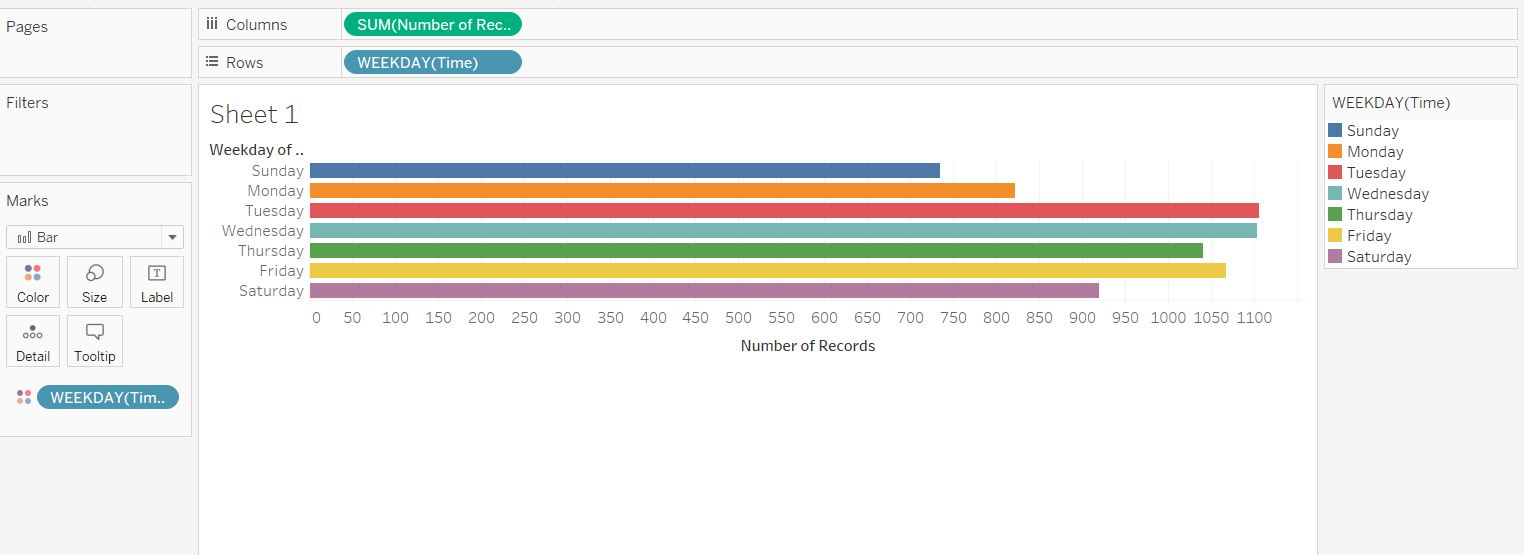 Pages
Columns
SUM(Number of Rec..
Rows
WEEKDAY(Time)
Filters
Marks
Bar
Color
Size
T
Label
Detail
Tooltip
WEEKDAY(Tim..
Sheet 1
Weekday of ..
Sunday
Monday
Tuesday
Wednesday
Thursday
Friday
Saturday
0 50 100 150 200 250 300 350 400 450 500 550 600 650 700 750 800 850 900 950 1000 1050 1100
Number of Records
WEEKDAY(Time)
Sunday
Monday
Tuesday
Wednesday
Thursday
Friday
Saturday